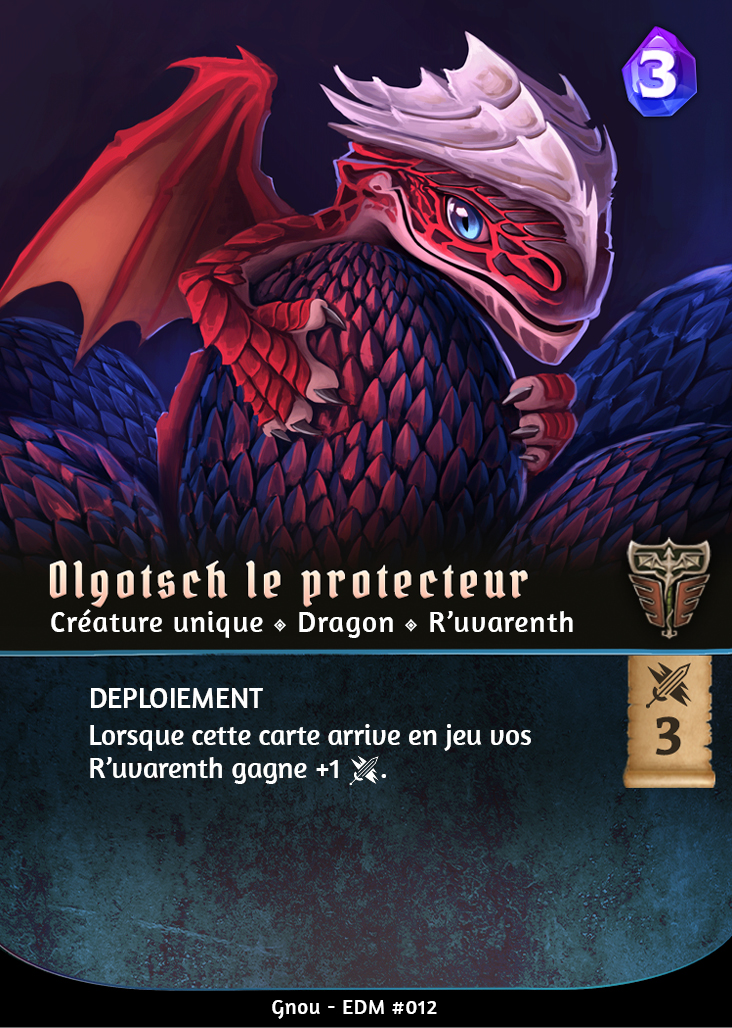 3
Olgotsch le protecteur
Créature unique ◈ Dragon ◈ R'uvarenth
DEPLOIEMENT
Lorsque cette carte arrive en jeu vos
R'uvarenth gagne +1 .
3
Gnou - EDM #012